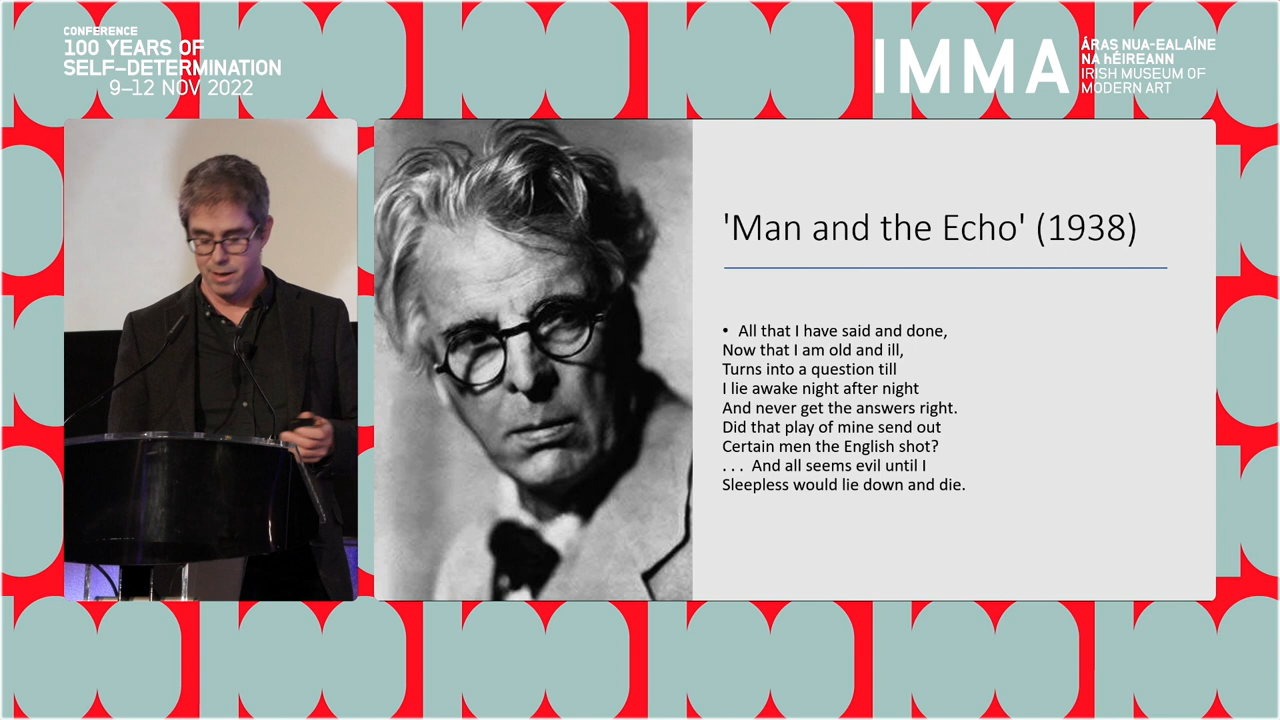 CONFERENCE
100 YEARS OF
SELF–DETERMINATION
9–12 NOV 2022
IMMA
ÁRAS NUA-EALAÍNE
NA hÉIREANN
IRISH MUSEUM OF
MODERN ART
'Man and the Echo' (1938)
• All that I have said and done,
Now that I am old and ill,
Turns into a question till
I lie awake night after night
And never get the answers right.
Did that play of mine send out
Certain men the English shot?
. . . And all seems evil until I
Sleepless would lie down and die.